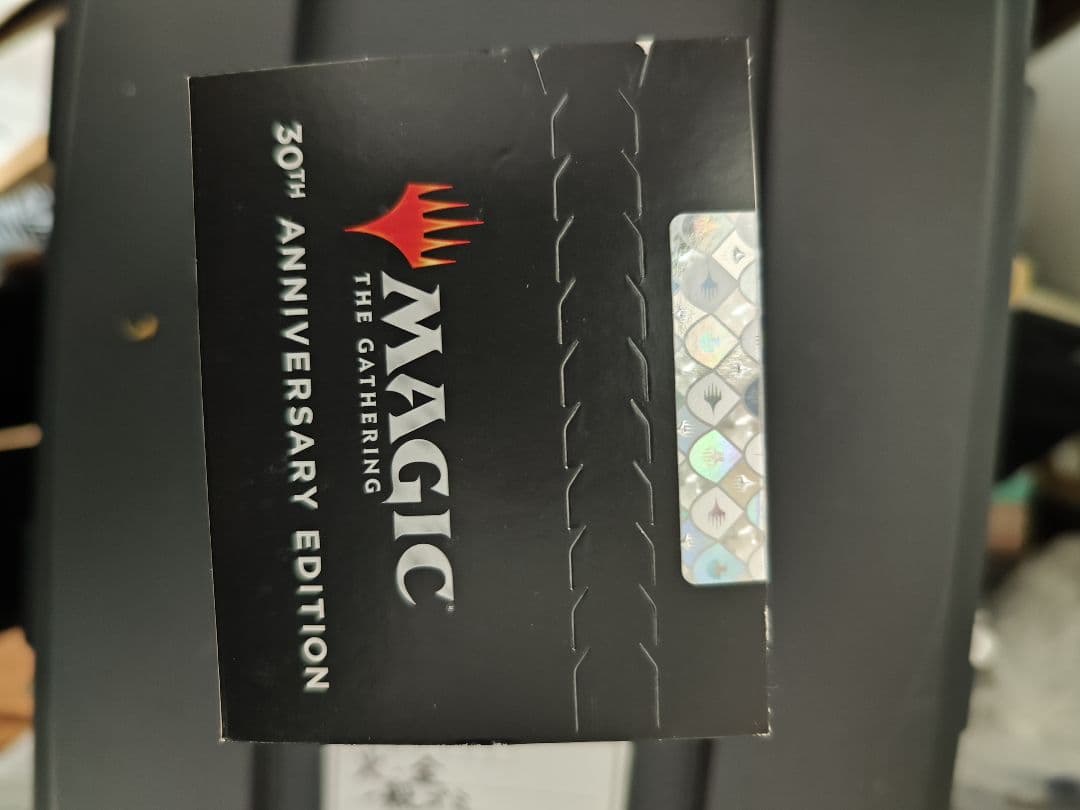 MAGIC
THE GATHERING
30TH ANNIVERSARY EDITION